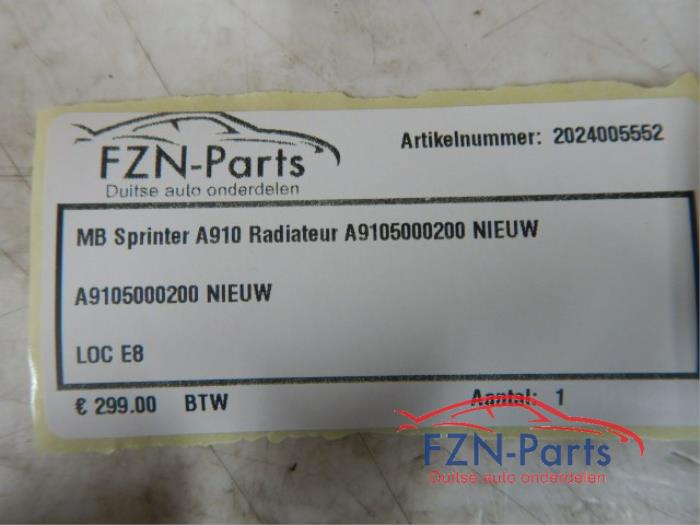 FZN-Parts
Duitse auto onderdelen
Artikelnummer: 2024005552
MB Sprinter A910 Radiateur A9105000200 NIEUW
A9105000200 NIEUW
LOC E8
€ 299.00 BTW
Aantal: 1
FZN-Parts
Duitse auto onderdelen